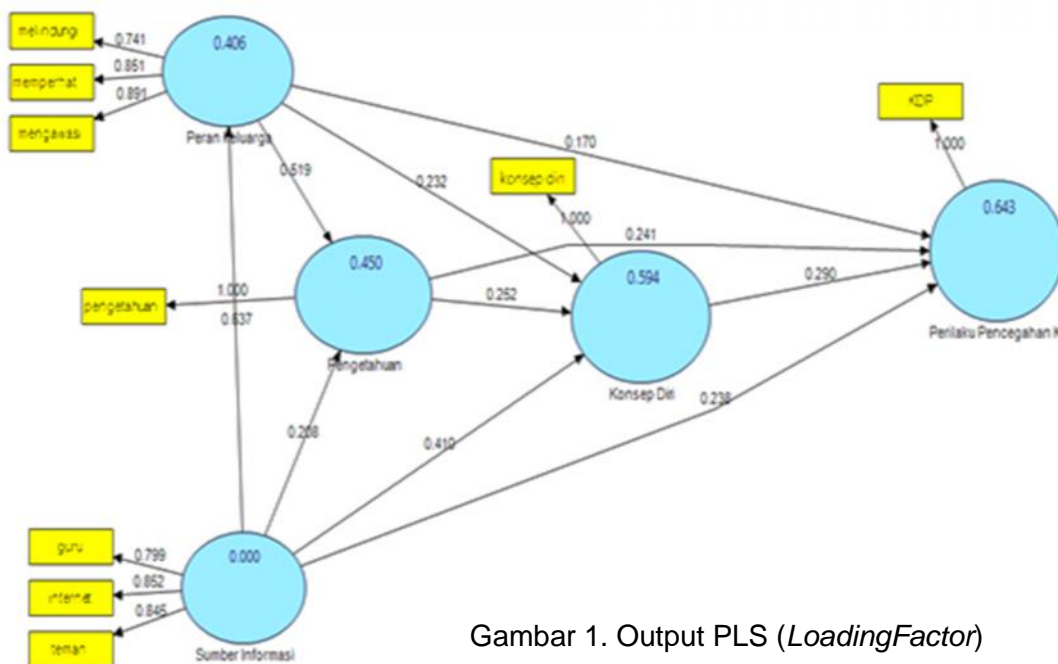 melindungi
0.741
0.406
memperhat
0.851
mengawasi
0.891
Peran Keluarga
KDP
1.000
0.170
0.519
0.232
konsep diri
1.000
0.643
0.241
0.450
0.594
0.290
0.252
pengetahuan
1.000
0.637
Perilaku Pencegahan K
Pengetahuan
Konsep Diri
0.238
0.208
0.410
guru
0.799
0.000
internet
0.852
0.845
teman
Sumber Informasi
Gambar 1. Output PLS (LoadingFactor)